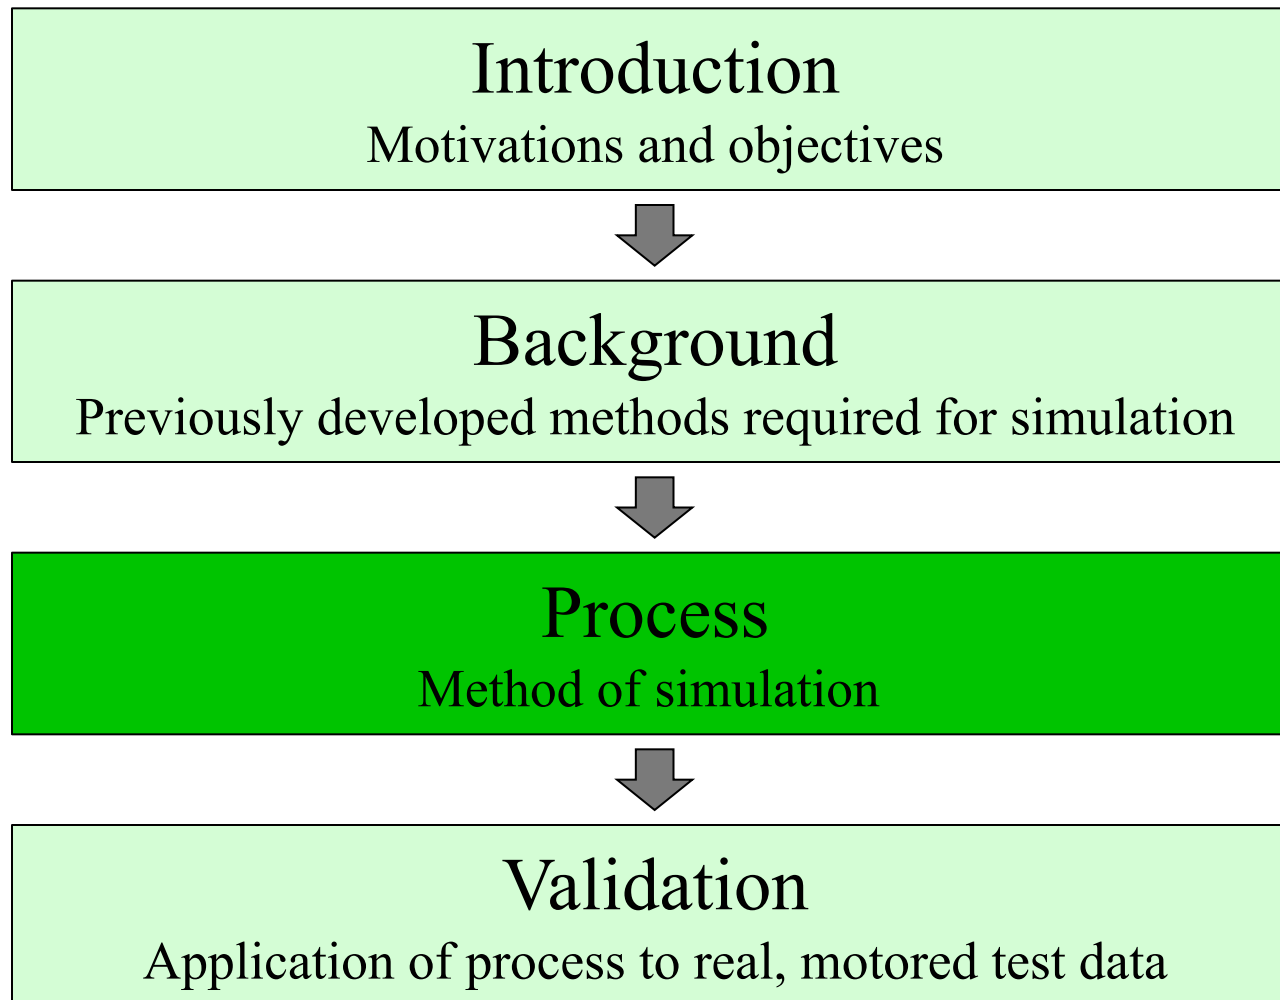 Introduction
Motivations and objectives
Background
Previously developed methods required for simulation
Process
Method of simulation
Validation
Application of process to real, motored test data